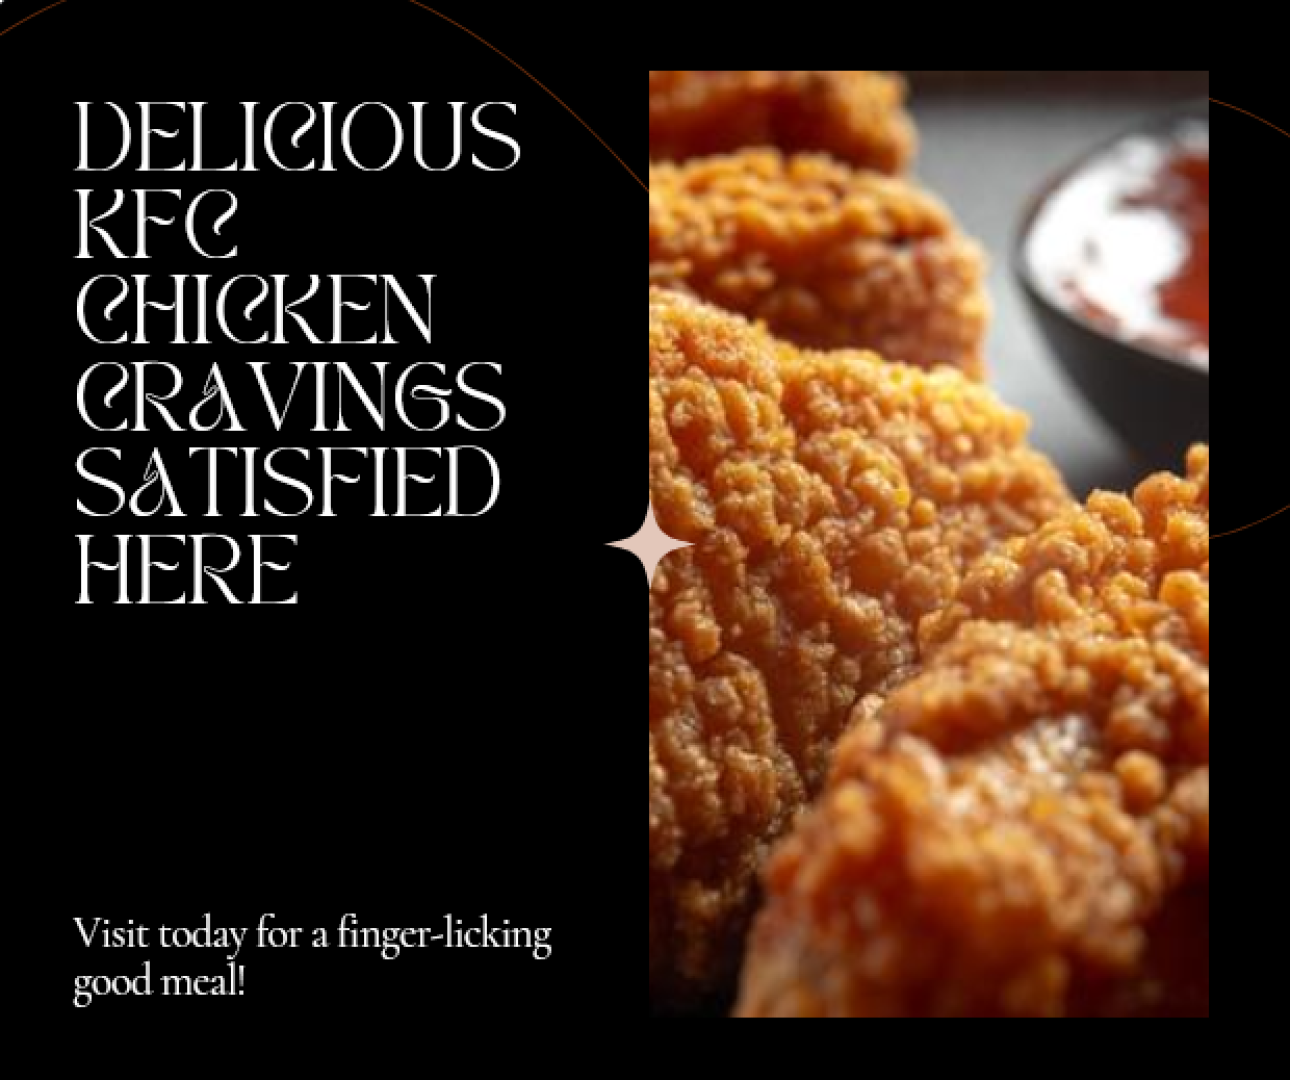 DELICIOUS
KFC
CHICKEN
CRAVINGS
SATISFIED
HERE
Visit today for a finger-licking
good meal!